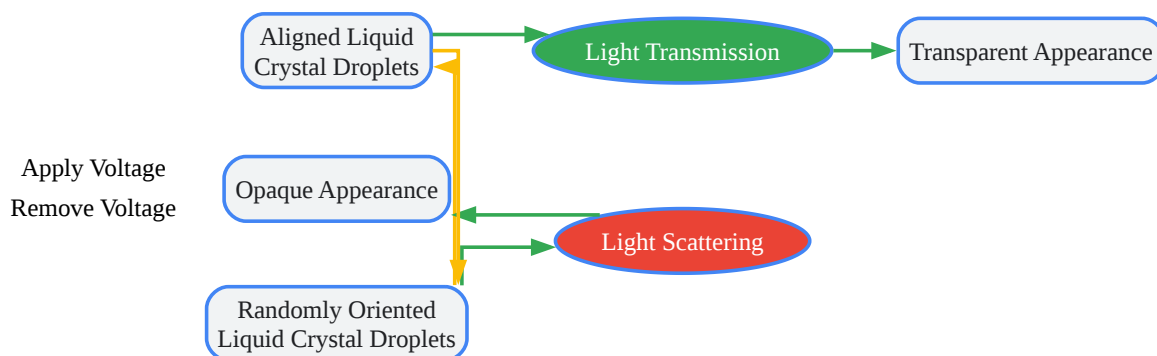 Aligned Liquid
Crystal Droplets
Light Transmission
Transparent Appearance
Apply Voltage
Remove Voltage
Opaque Appearance
Light Scattering
Randomly Oriented
Liquid Crystal Droplets